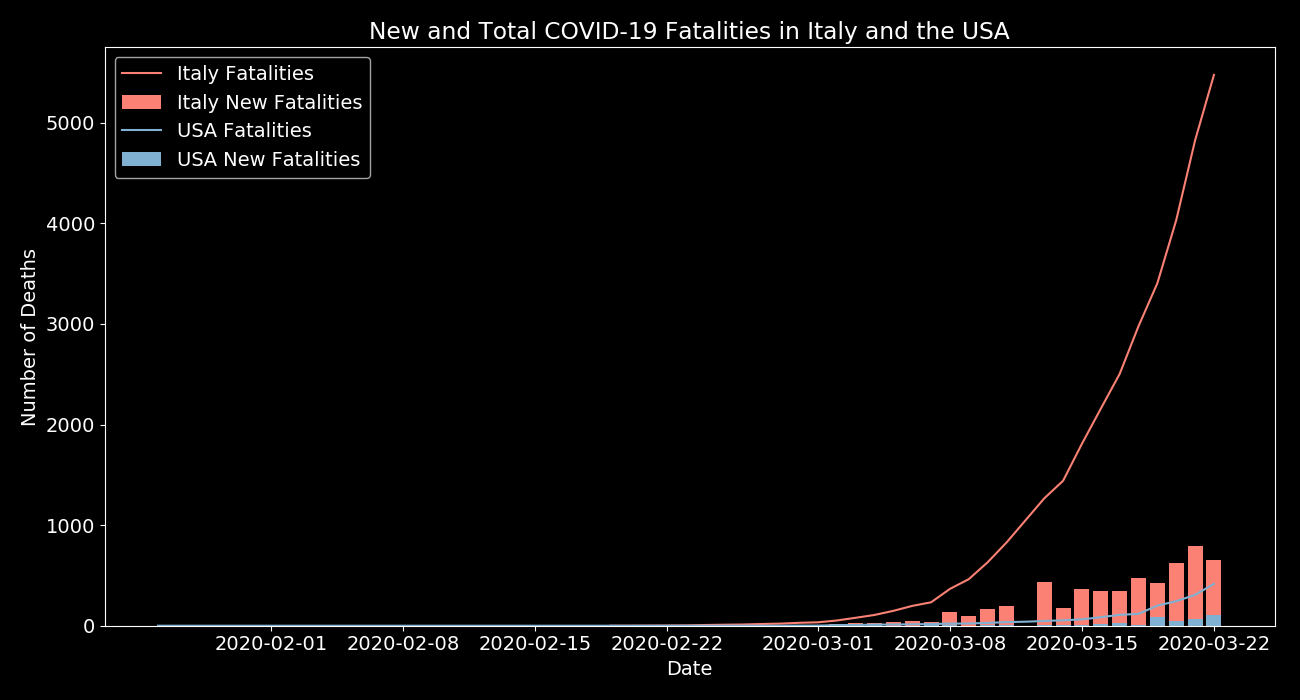 New and Total COVID-19 Fatalities in Italy and the USA
Italy Fatalities
Italy New Fatalities
USA Fatalities
USA New Fatalities
Number of Deaths
5000
4000
3000
2000
1000
0
2020-02-01
2020-02-08
2020-02-15
2020-02-22
2020-03-01
2020-03-08
2020-03-15
2020-03-22
Date